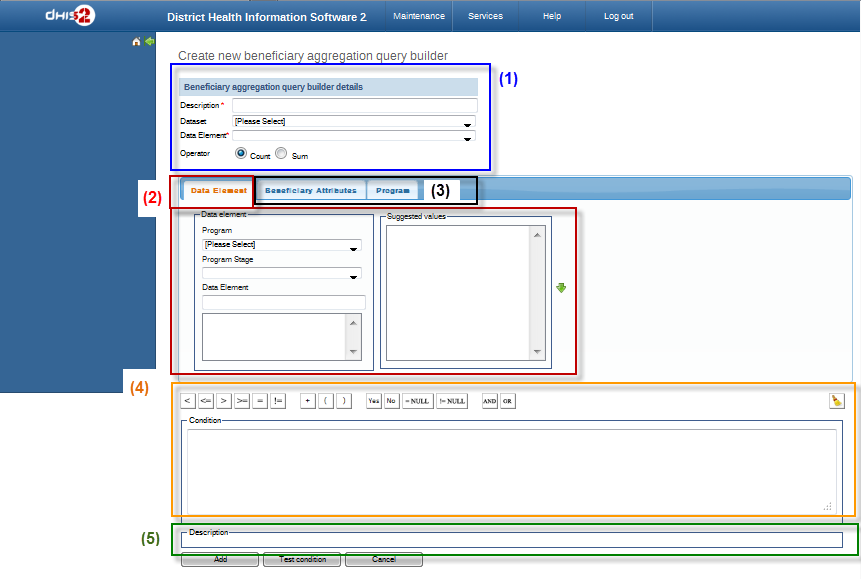 dHIS2 District Health Information Software 2 Maintenance Services Help Log out
Create new beneficiary aggregation query builder
(1)
Beneficiary aggregation query builder details
Description *
Dataset [Please Select]
Data Element*
Operator Count Sum
(2) Data Element Beneficiary Attributes Program (3)
Data element Suggested values
Program
[Please Select]
Program Stage
Data Element
(4)
< <= > >= = != + ( ) Yes No = NULL != NULL AND OR
Condition
(5) Description
Add Test condition Cancel